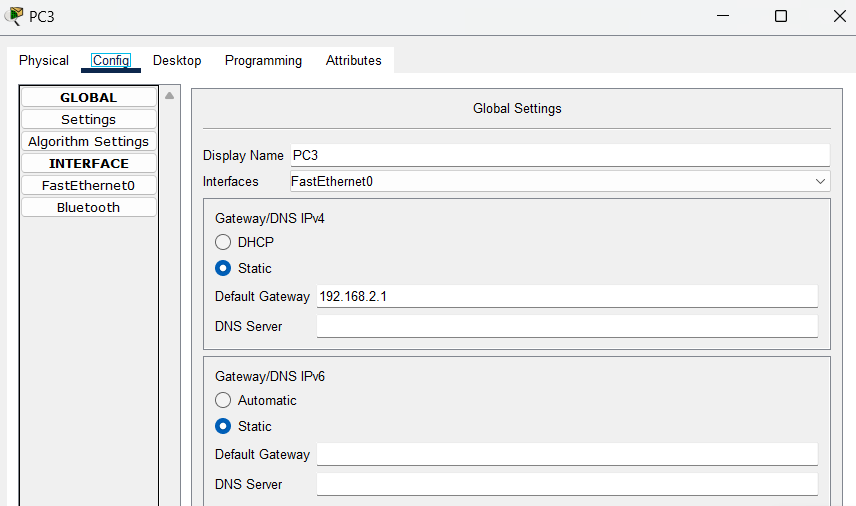 PC3
Physical Config Desktop Programming Attributes
GLOBAL
Settings
Algorithm Settings
INTERFACE
FastEthernet0
Bluetooth
Global Settings
Display Name PC3
Interfaces FastEthernet0
Gateway/DNS IPv4
DHCP
Static
Default Gateway 192.168.2.1
DNS Server
Gateway/DNS IPv6
Automatic
Static
Default Gateway
DNS Server